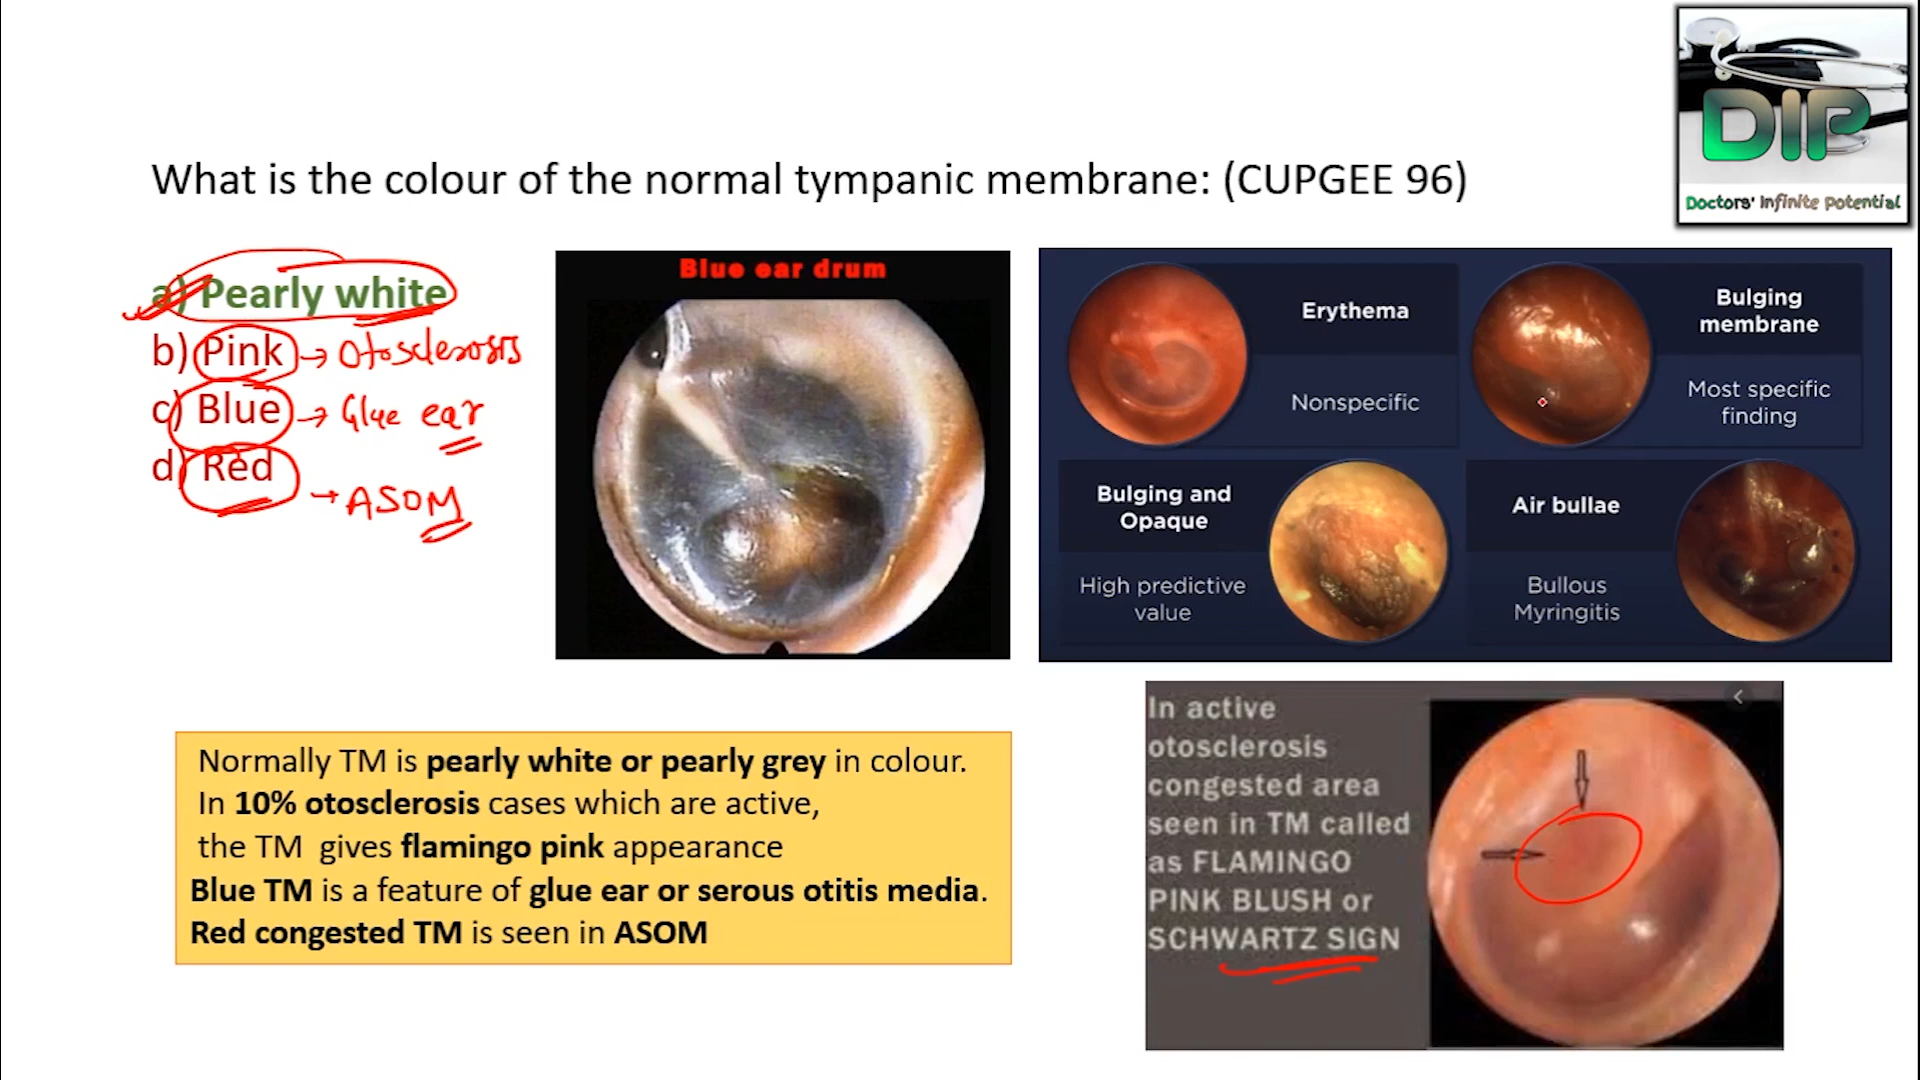 DIP
Doctors' Infinite Potential
What is the colour of the normal tympanic membrane: (CUPGEE 96)
a) Pearly white
b) Pink → Otosclerosis
c) Blue → Glue ear
d) Red → ASOM
Blue ear drum
Erythema
Nonspecific
Bulging
membrane
Most specific
finding
Bulging and
Opaque
High predictive
value
Air bullae
Bullous
Myringitis
Normally TM is pearly white or pearly grey in colour.
In 10% otosclerosis cases which are active,
the TM gives flamingo pink appearance
Blue TM is a feature of glue ear or serous otitis media.
Red congested TM is seen in ASOM
In active
otosclerosis
congested area
seen in TM called
as FLAMINGO
PINK BLUSH or
SCHWARTZ SIGN